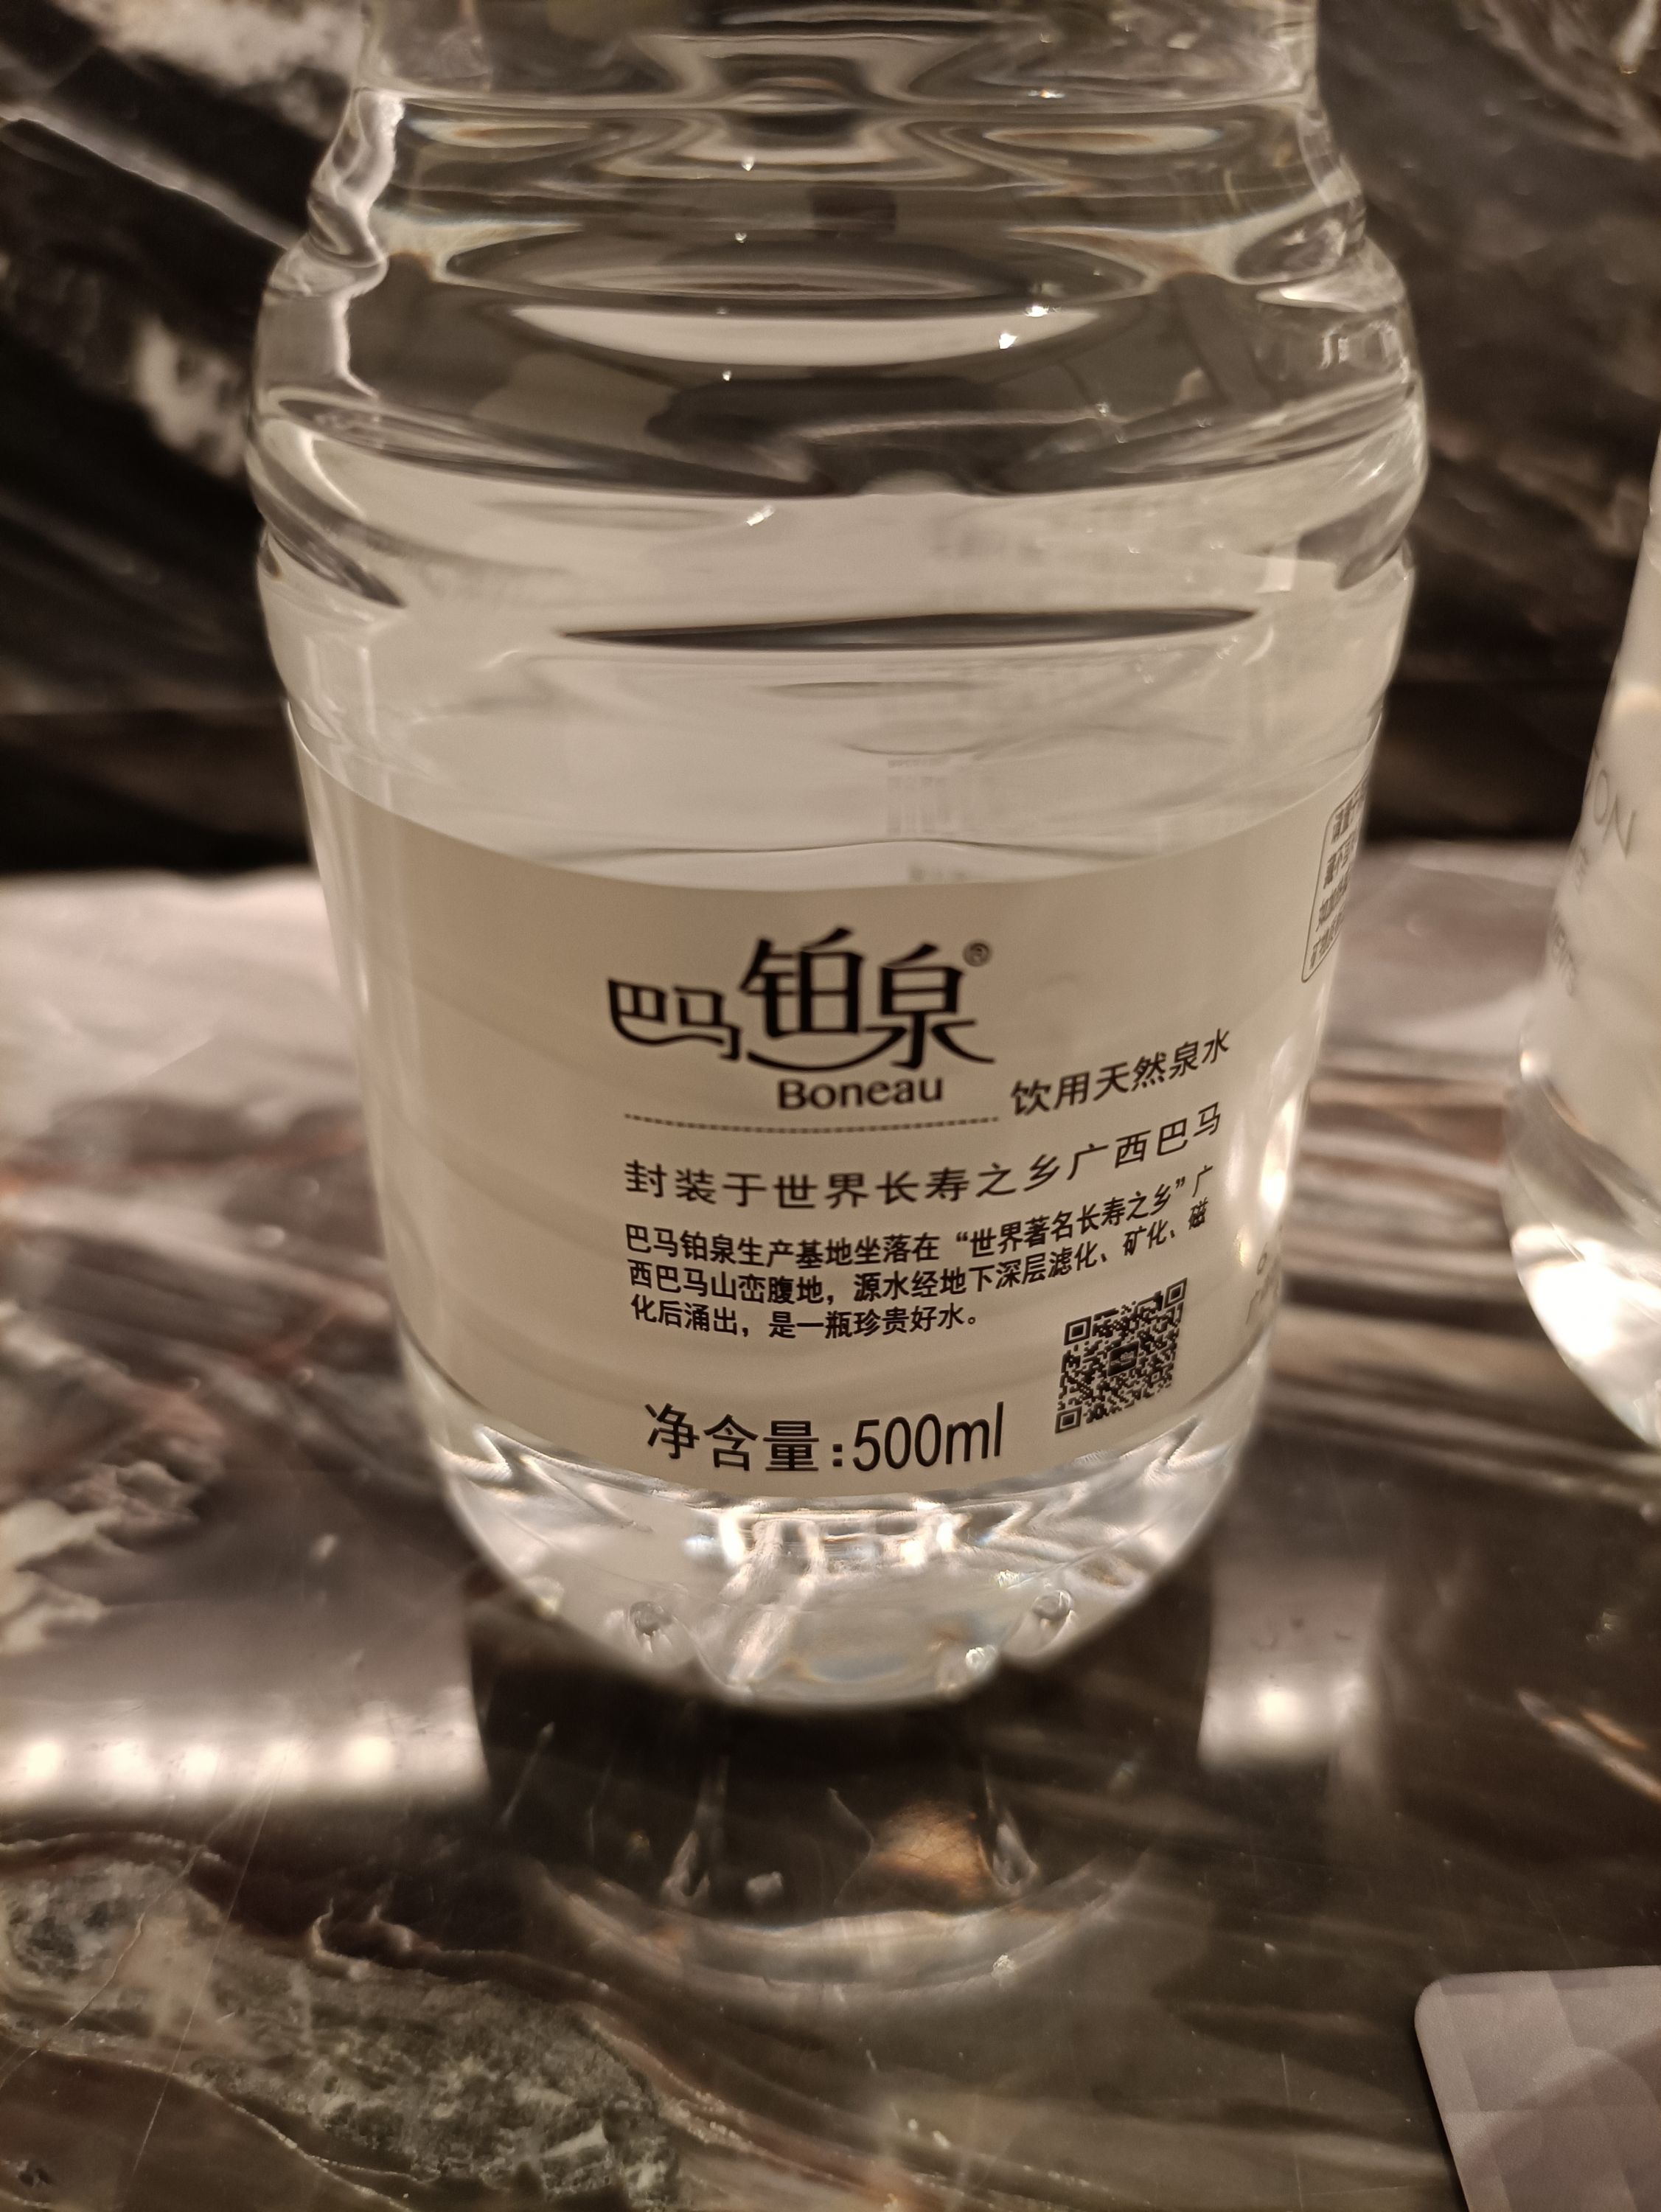 巴马铂泉®
Boneau
饮用天然泉水
封装于世界长寿之乡广西巴马
巴马铂泉生产基地坐落在“世界著名长寿之乡”广
西巴马山峦腹地，源水经地下深层滤化、矿化、磁
化后涌出，是一瓶珍贵好水。
净含量:500ml